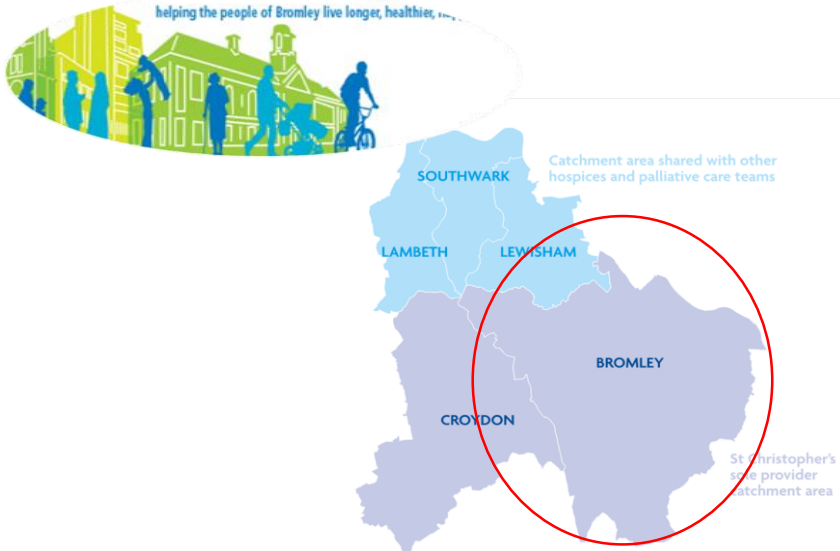 helping the people of Bromley live longer, healthier,
Catchment area shared with other
hospices and palliative care teams
SOUTHWARK
LAMBETH
LEWISHAM
BROMLEY
CROYDON
St Christopher's
sole provider
catchment area